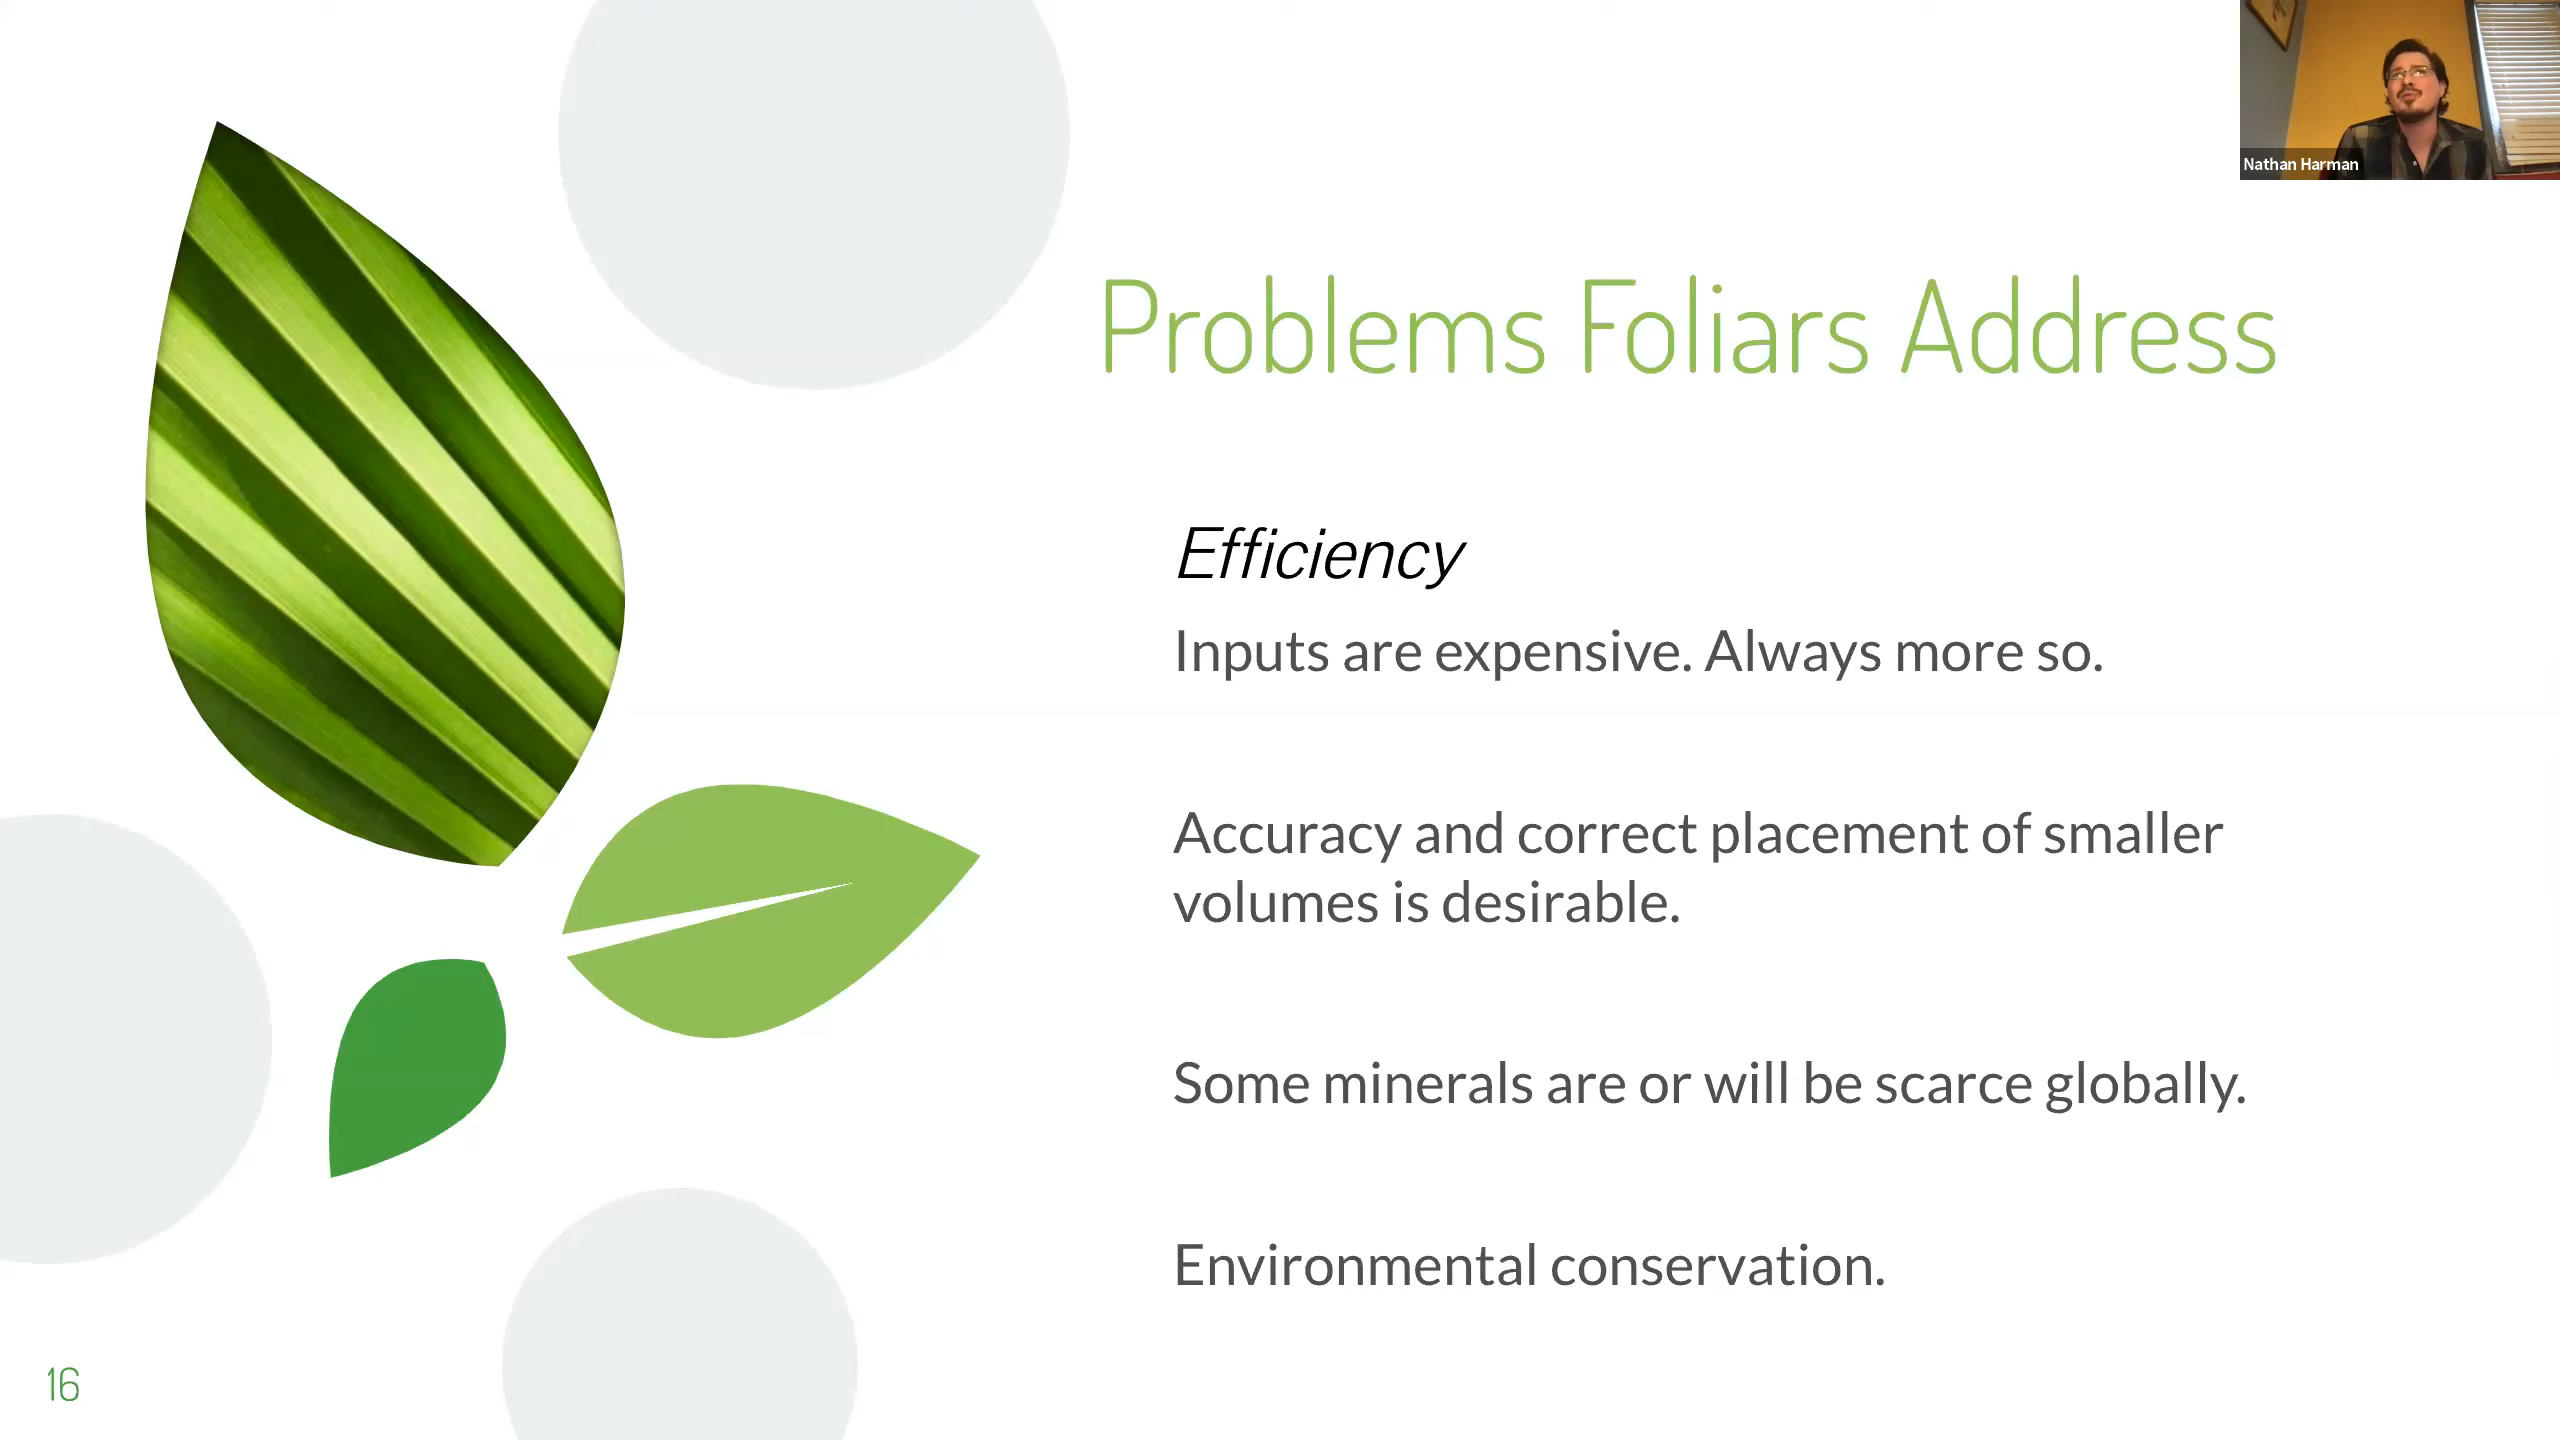 Nathan Harman
Problems Foliars Address
Efficiency
Inputs are expensive. Always more so.
Accuracy and correct placement of smaller
volumes is desirable.
Some minerals are or will be scarce globally.
Environmental conservation.
16